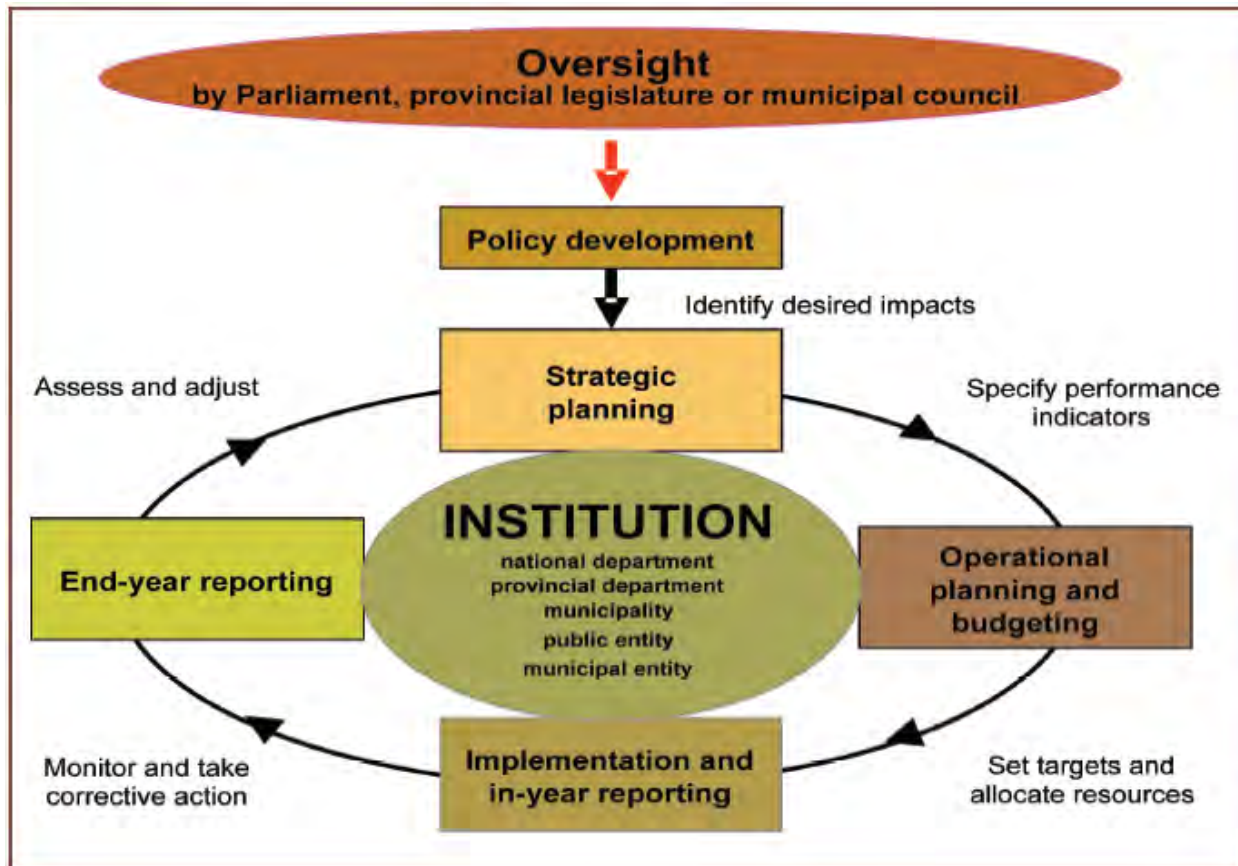 Oversight
by Parliament, provincial legislature or municipal council
Policy development
Identify desired impacts
Strategic
planning
Assess and adjust
Specify performance
indicators
INSTITUTION
national department
provincial department
municipality
public entity
municipal entity
End-year reporting
Operational
planning and
budgeting
Implementation and
in-year reporting
Monitor and take
corrective action
Set targets and
allocate resources